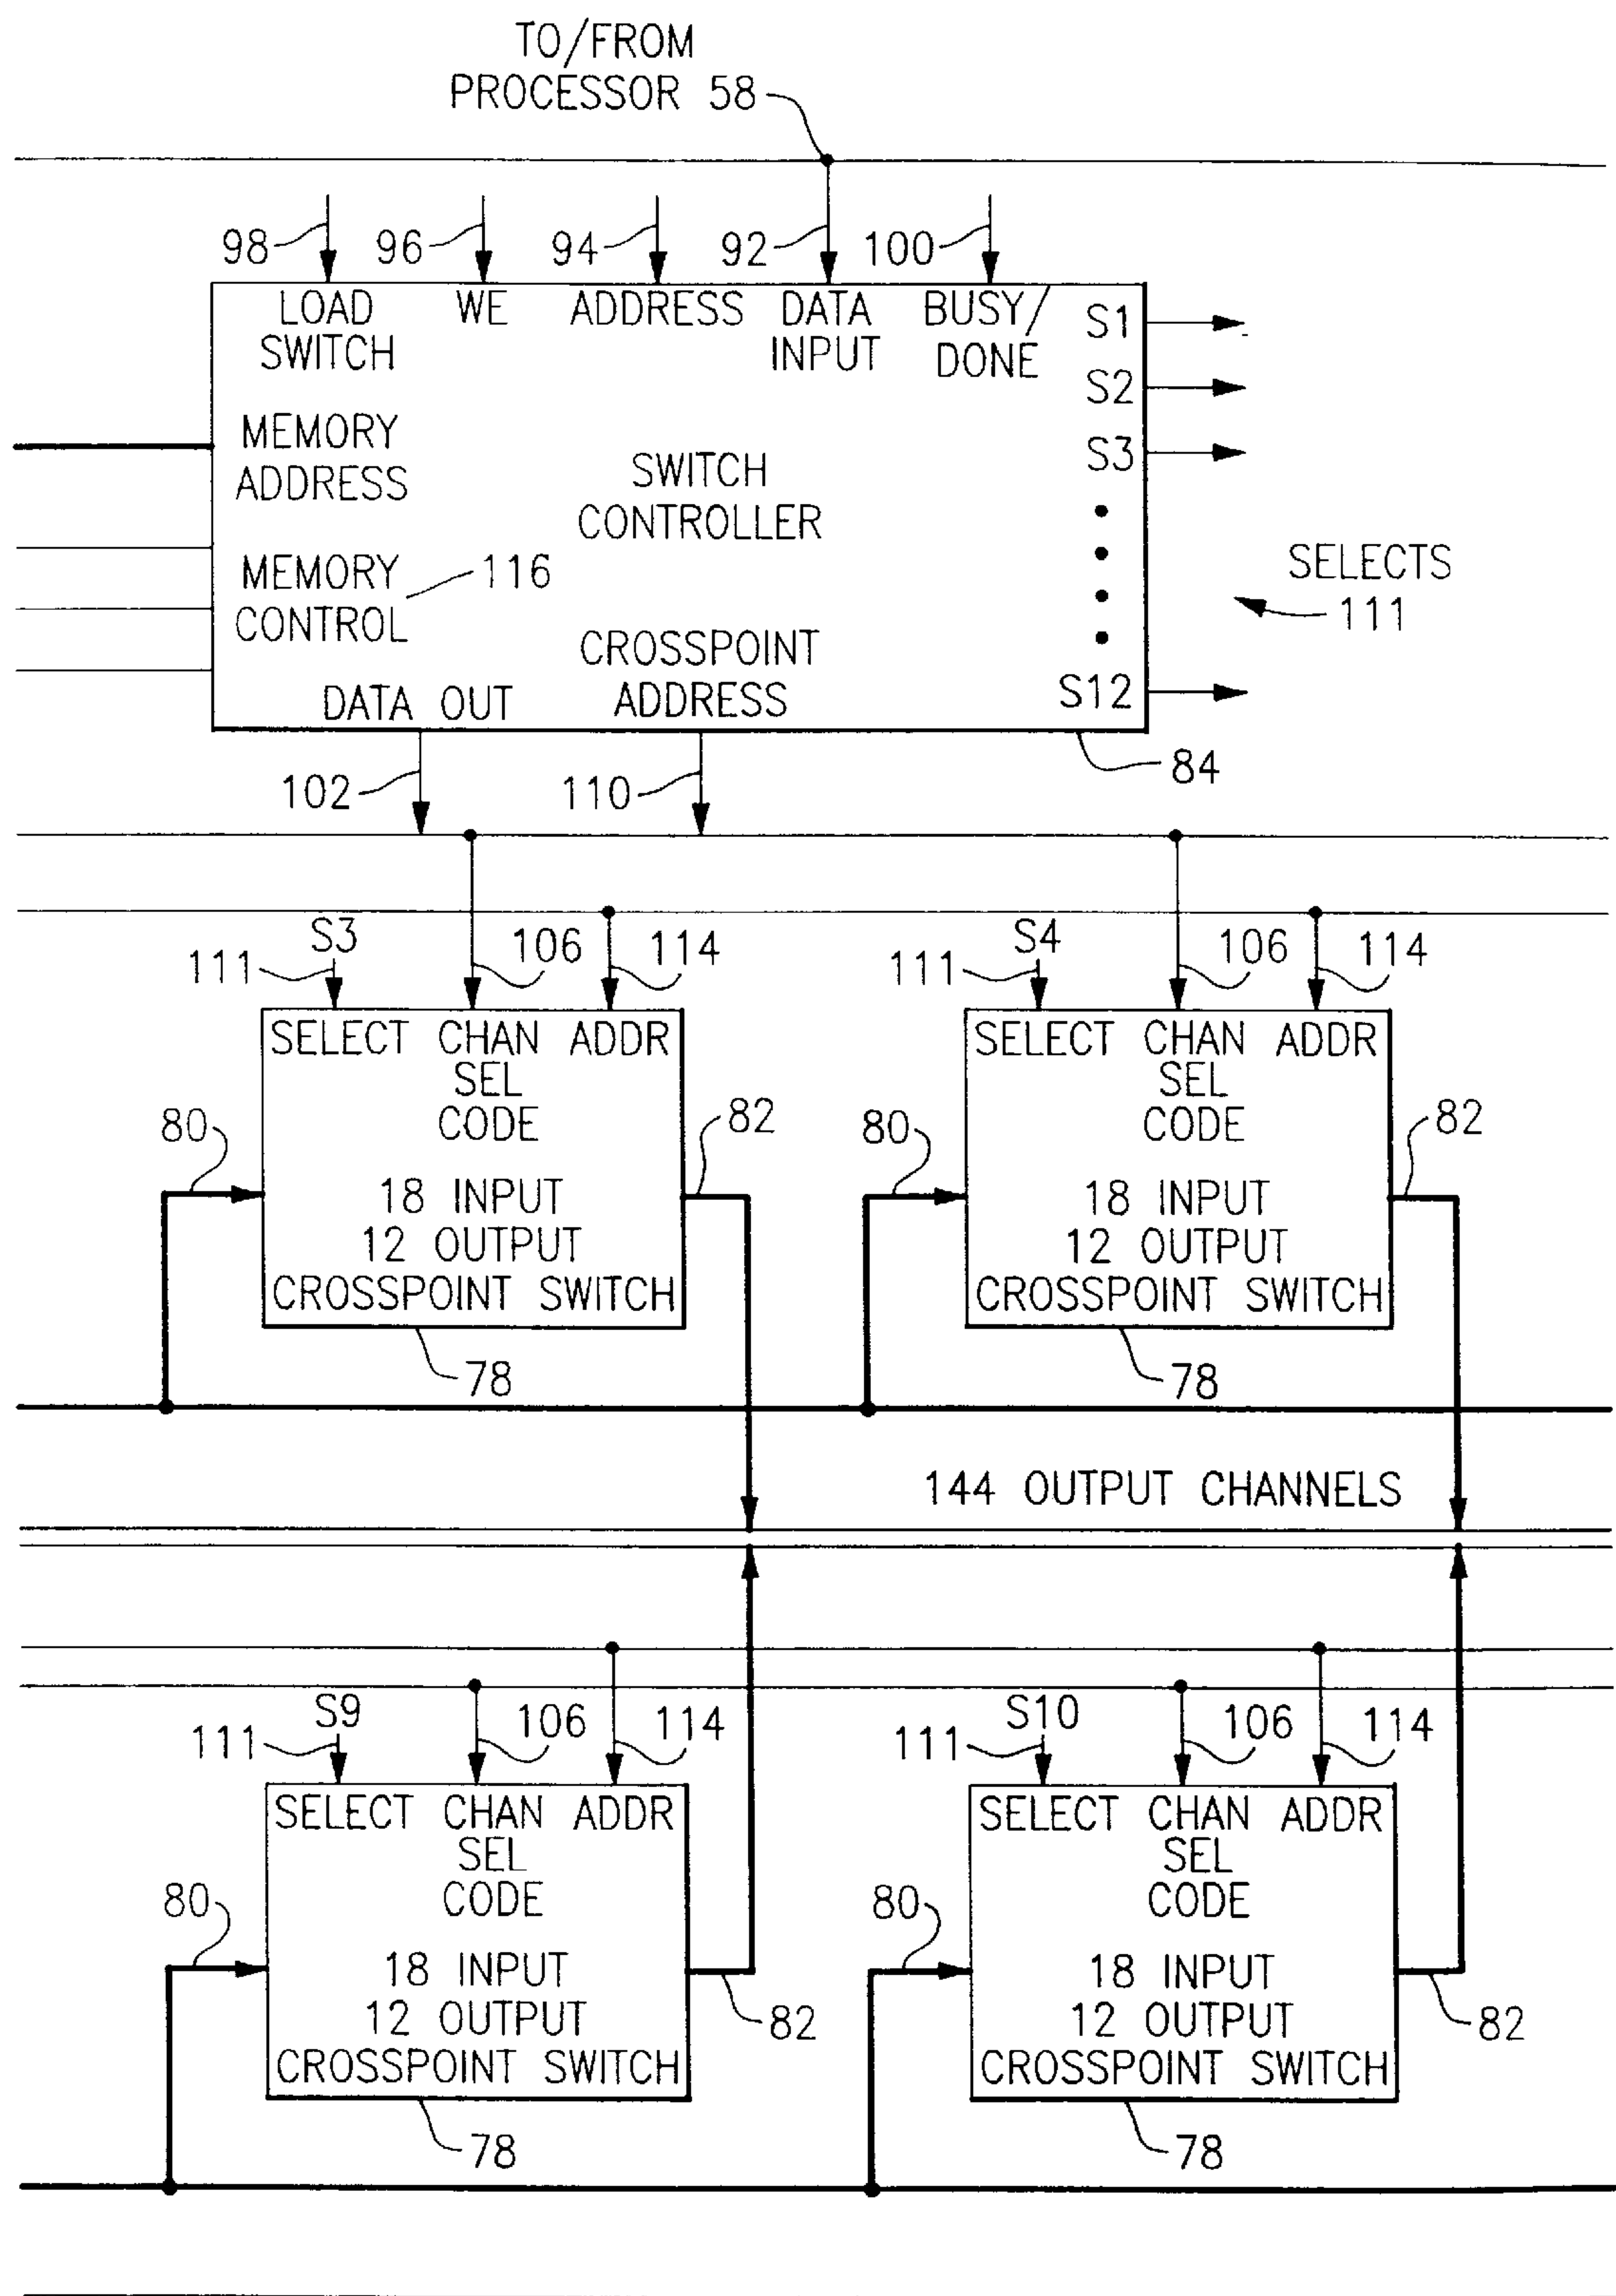 TO/FROM
PROCESSOR 58
98 96 94 92 100
LOAD SWITCH
WE
ADDRESS
DATA INPUT
BUSY/DONE
S1
S2
S3
MEMORY
ADDRESS
SWITCH
CONTROLLER
MEMORY
CONTROL
116
SELECTS
111
CROSSPOINT
ADDRESS
DATA OUT
S12
84
102 110
S3
111 106 114
SELECT CHAN ADDR
SEL
CODE
80 82
18 INPUT
12 OUTPUT
CROSSPOINT SWITCH
78
S4
111 106 114
SELECT CHAN ADDR
SEL
CODE
80 82
18 INPUT
12 OUTPUT
CROSSPOINT SWITCH
78
144 OUTPUT CHANNELS
S9
111 106 114
SELECT CHAN ADDR
SEL
CODE
80
18 INPUT
12 OUTPUT
82
CROSSPOINT SWITCH
78
S10
111 106 114
SELECT CHAN ADDR
SEL
CODE
80
18 INPUT
12 OUTPUT
82
CROSSPOINT SWITCH
78